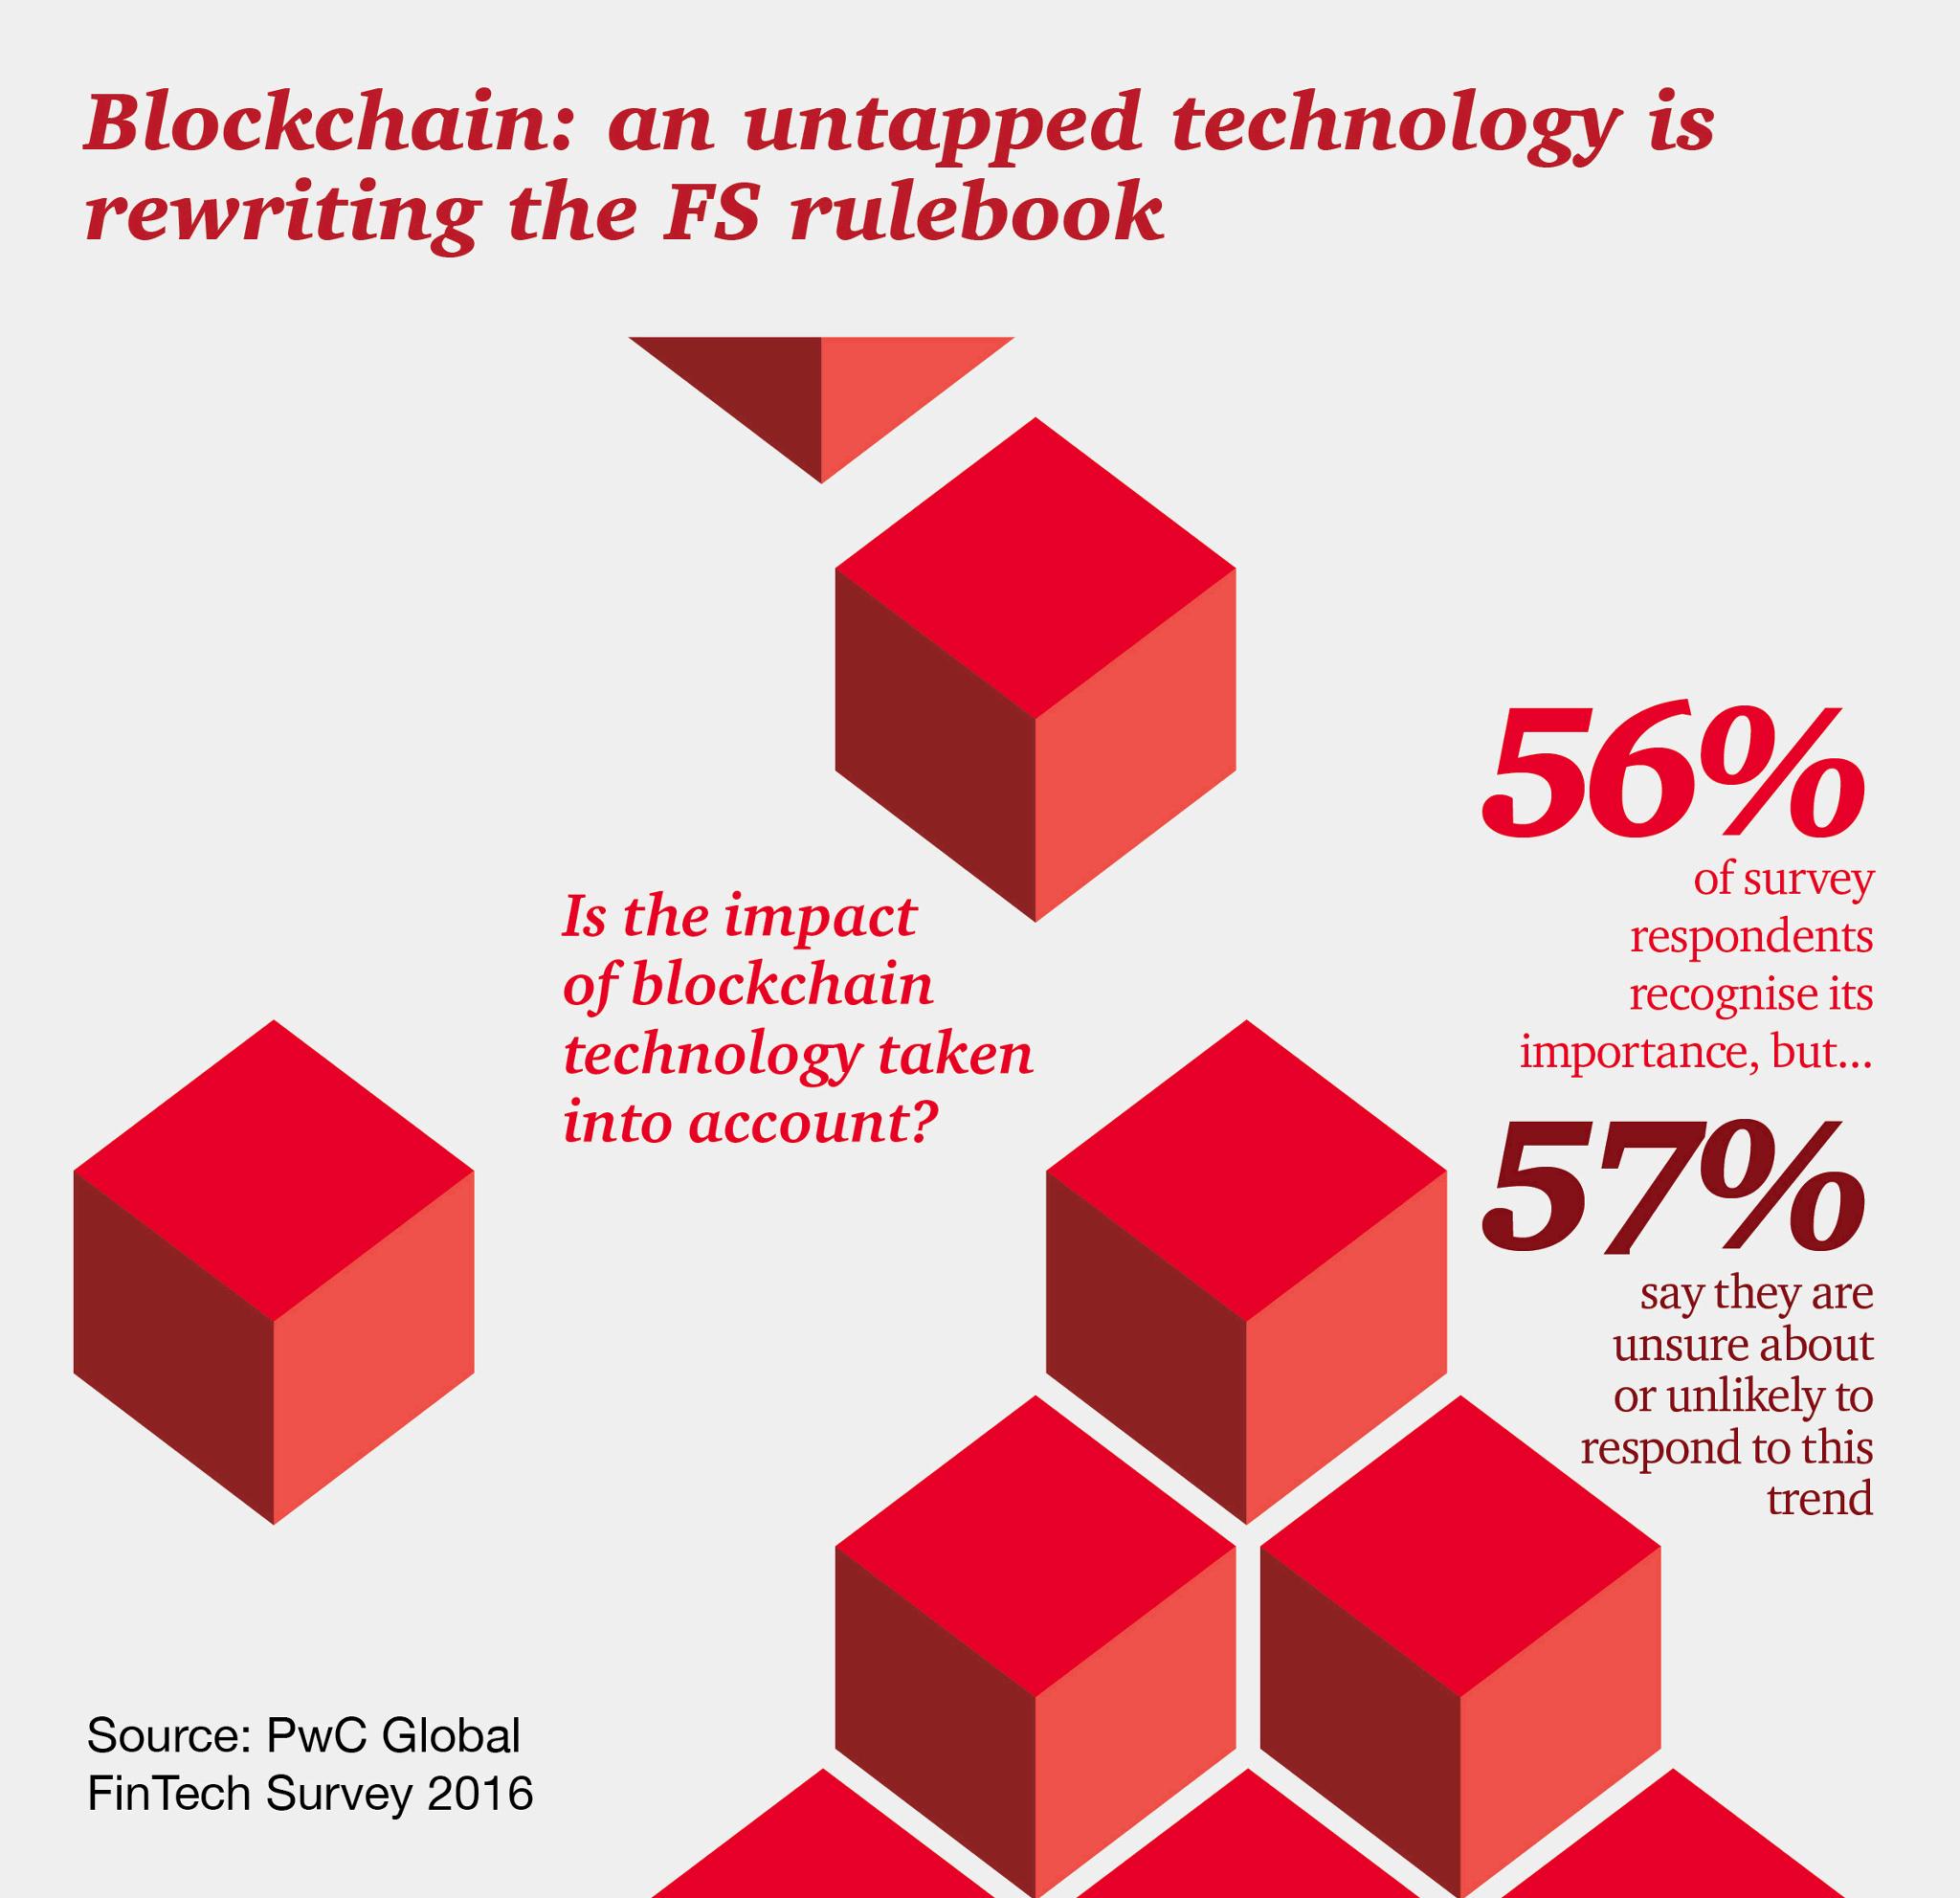 Blockchain: an untapped technology is
rewriting the FS rulebook
56%
of survey
respondents
recognise its
importance, but...
Is the impact
of blockchain
technology taken
into account?
57%
say they are
unsure about
or unlikely to
respond to this
trend
Source: PwC Global
FinTech Survey 2016